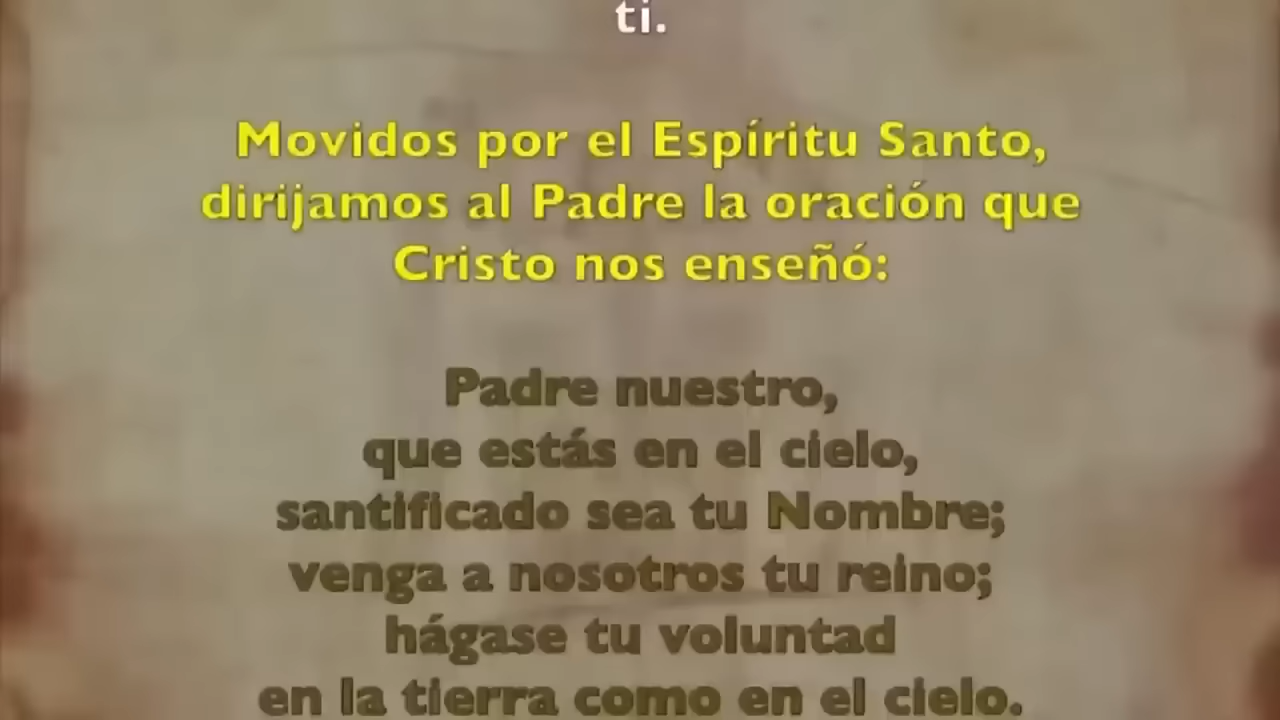 ti.
Movidos por el Espíritu Santo,
dirijamos al Padre la oración que
Cristo nos enseñó:
Padre nuestro,
que estás en el cielo,
santificado sea tu Nombre;
venga a nosotros tu reino;
hágase tu voluntad
en la tierra como en el cielo.